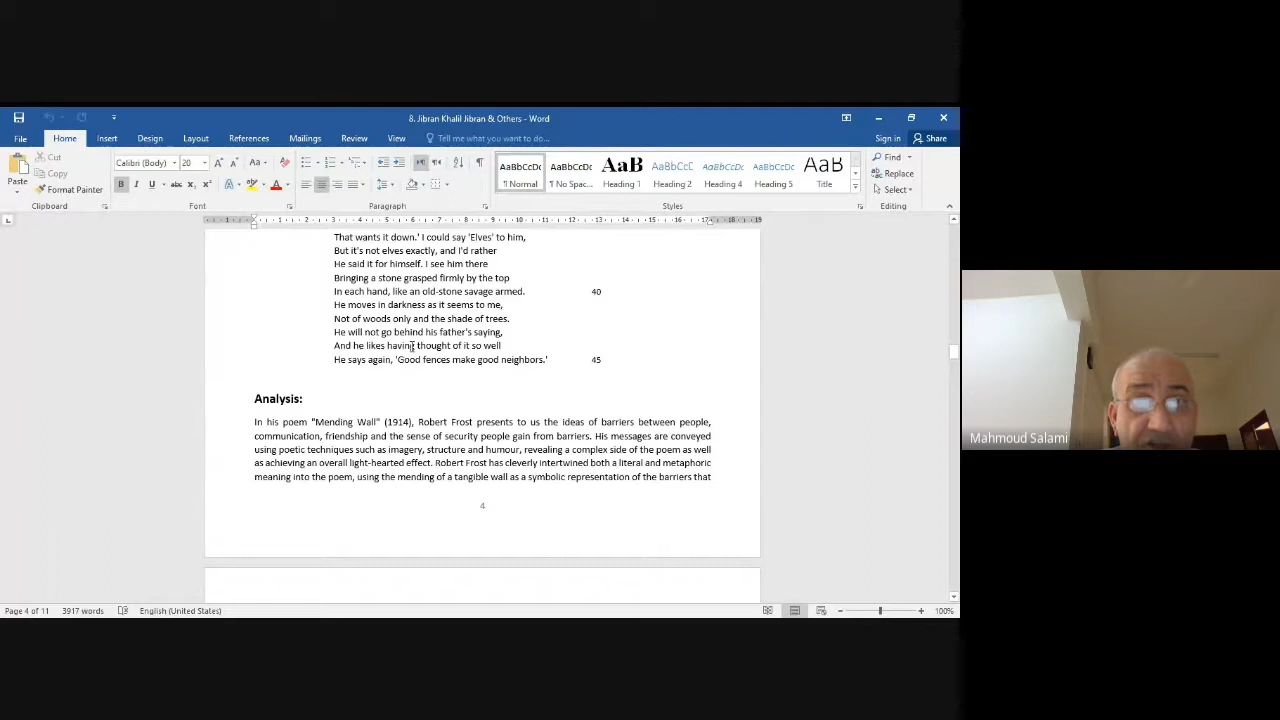 8. Jibran Khalil Jibran & Others - Word
File Home Insert Design Layout References Mailings Review View Tell me what you want to do... Sign in Share
Paste Cut Copy Format Painter
Calibri (Body) 20
AaBbCcDc AaBbCcDc AaB AaBbCcC AaBbCcDc AaBbCcDc AaB
¶ Normal ¶ No Spac... Heading 1 Heading 2 Heading 4 Heading 5 Title
Find Replace Select
Clipboard Font Paragraph Styles Editing
That wants it down.' I could say 'Elves' to him,
But it's not elves exactly, and I'd rather
He said it for himself. I see him there
Bringing a stone grasped firmly by the top
In each hand, like an old-stone savage armed. 40
He moves in darkness as it seems to me,
Not of woods only and the shade of trees.
He will not go behind his father's saying,
And he likes having thought of it so well
He says again, 'Good fences make good neighbors.' 45
Analysis:
In his poem "Mending Wall" (1914), Robert Frost presents to us the ideas of barriers between people,
communication, friendship and the sense of security people gain from barriers. His messages are conveyed
using poetic techniques such as imagery, structure and humour, revealing a complex side of the poem as well
as achieving an overall light-hearted effect. Robert Frost has cleverly intertwined both a literal and metaphoric
meaning into the poem, using the mending of a tangible wall as a symbolic representation of the barriers that
4
Page 4 of 11 3917 words English (United States) 100%
Mahmoud Salami